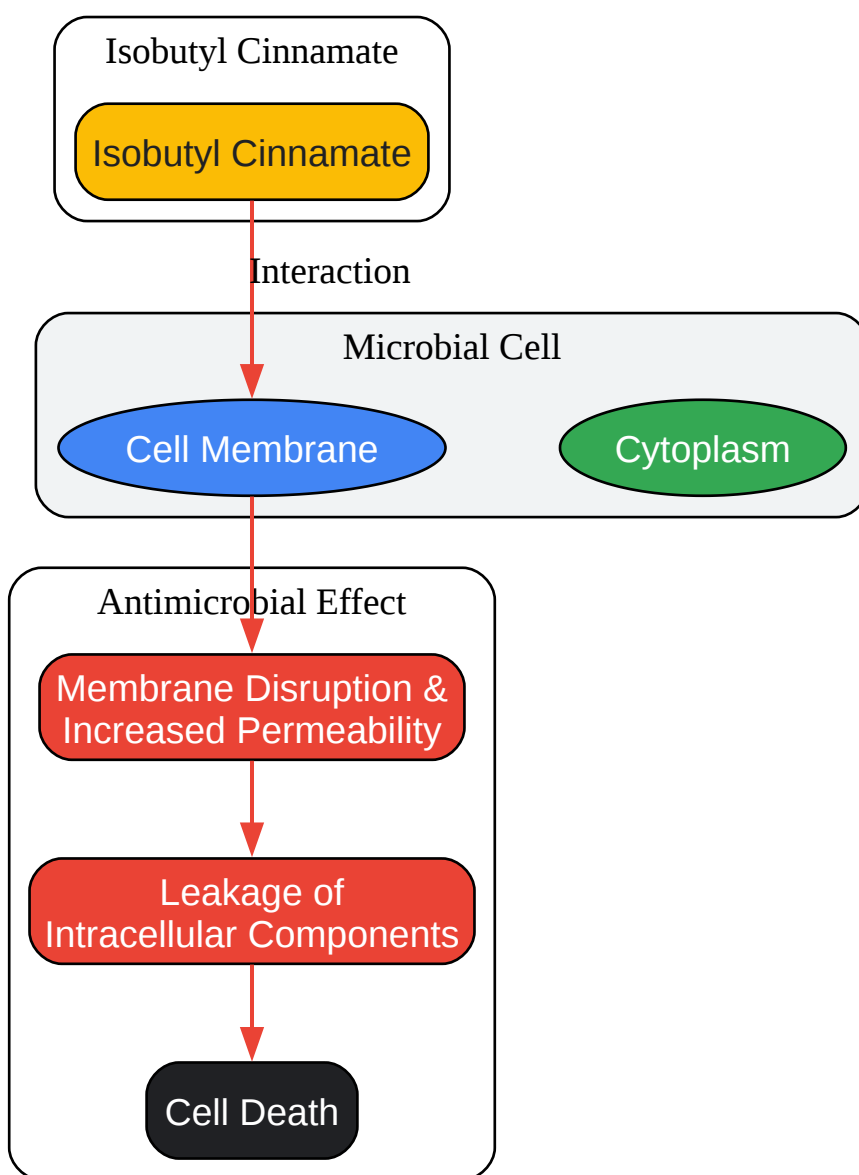 Isobutyl Cinnamate
Isobutyl Cinnamate
Interaction
Microbial Cell
Cell Membrane
Cytoplasm
Antimicrobial Effect
Membrane Disruption &
Increased Permeability
Leakage of
Intracellular Components
Cell Death